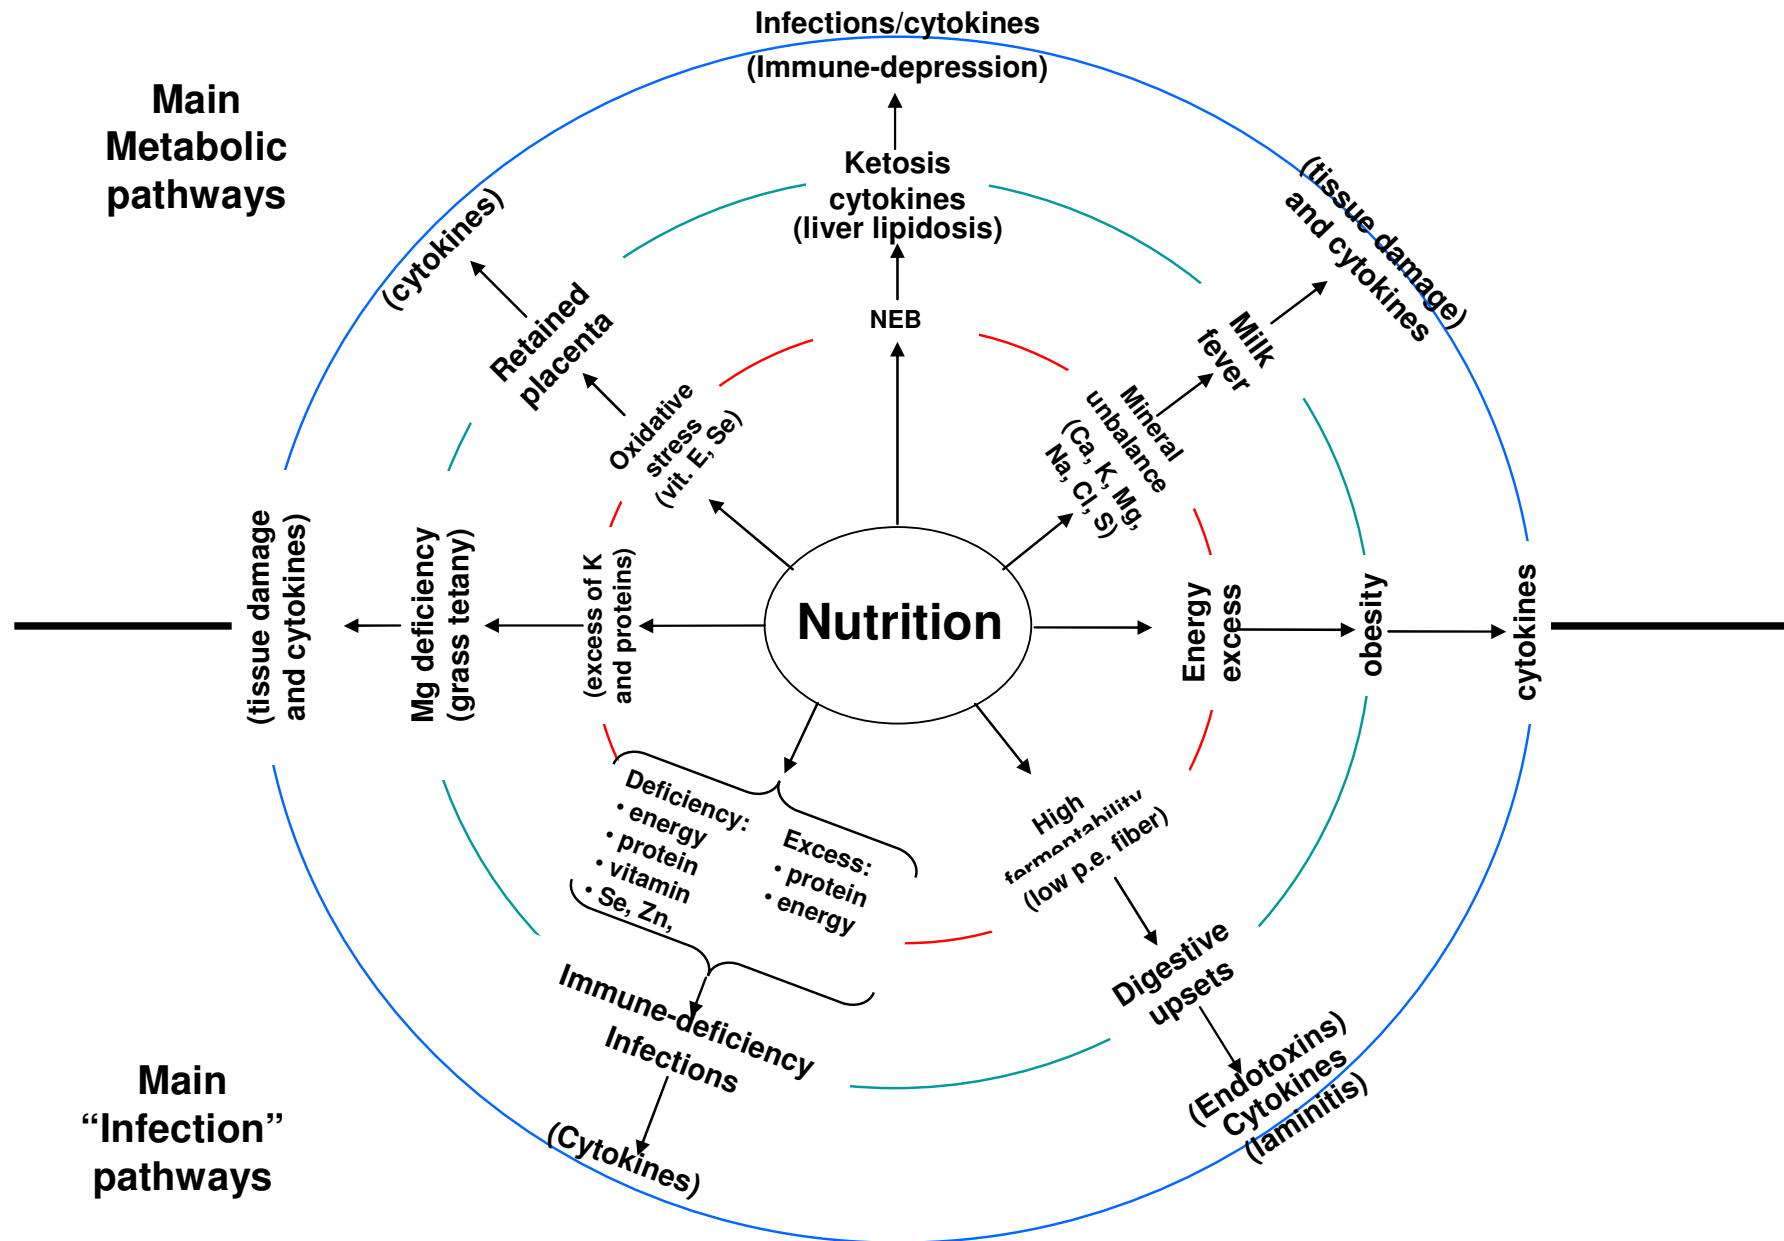 Infections/cytokines
(Immune-depression)
Main
Metabolic
pathways
Ketosis
cytokines
(liver lipidosis)
NEB
(cytokines)
Retained
placenta
Oxidative
stress
(vit. E, Se)
(tissue damage)
and cytokines
Milk
fever
Mineral
unbalance
(Ca, K, Mg,
Na, Cl, S)
(tissue damage
and cytokines)
Mg deficiency
(grass tetany)
(excess of K
and proteins)
Nutrition
Energy
excess
obesity
cytokines
Deficiency:
• energy
• protein
• vitamin
• Se, Zn,
Excess:
• protein
• energy
High
fermentability
(low p.e. fiber)
Immune-deficiency
Infections
(Cytokines)
Digestive
upsets
(Endotoxins)
Cytokines
(laminitis)
Main
“Infection”
pathways